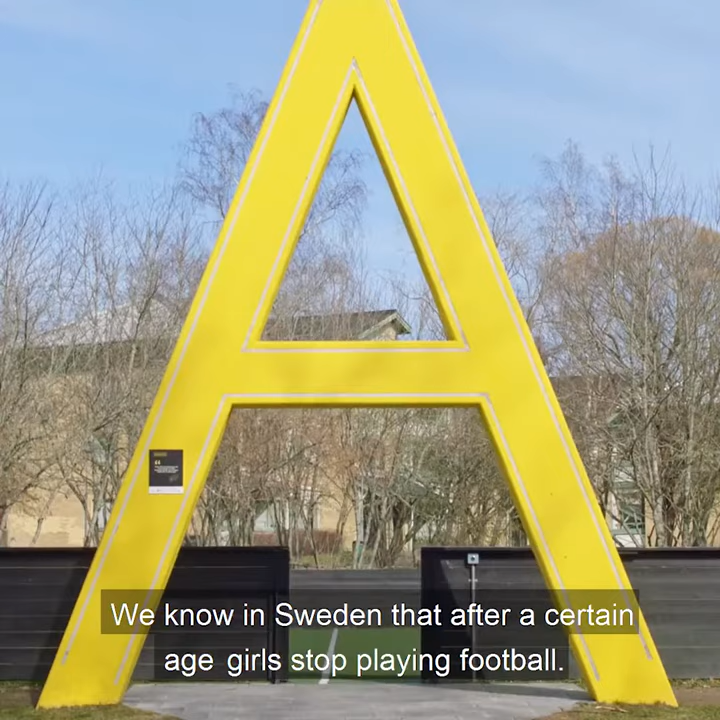 A
We know in Sweden that after a certain
age girls stop playing football.